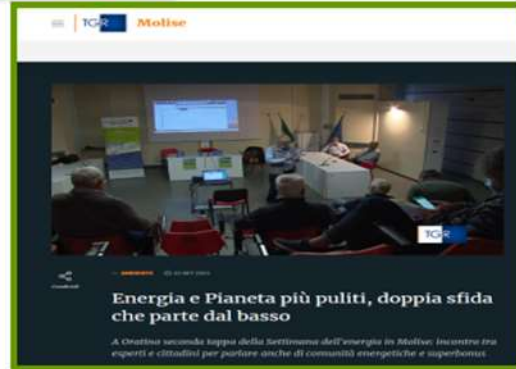 TGR Molise
TGR
AMBIENTE
Energia e Pianeta più puliti, doppia sfida
che parte dal basso
A Oratino seconda tappa della Settimana dell'energia in Molise: incontro tra
esperti e cittadini per parlare anche di comunità energetiche e superbonus